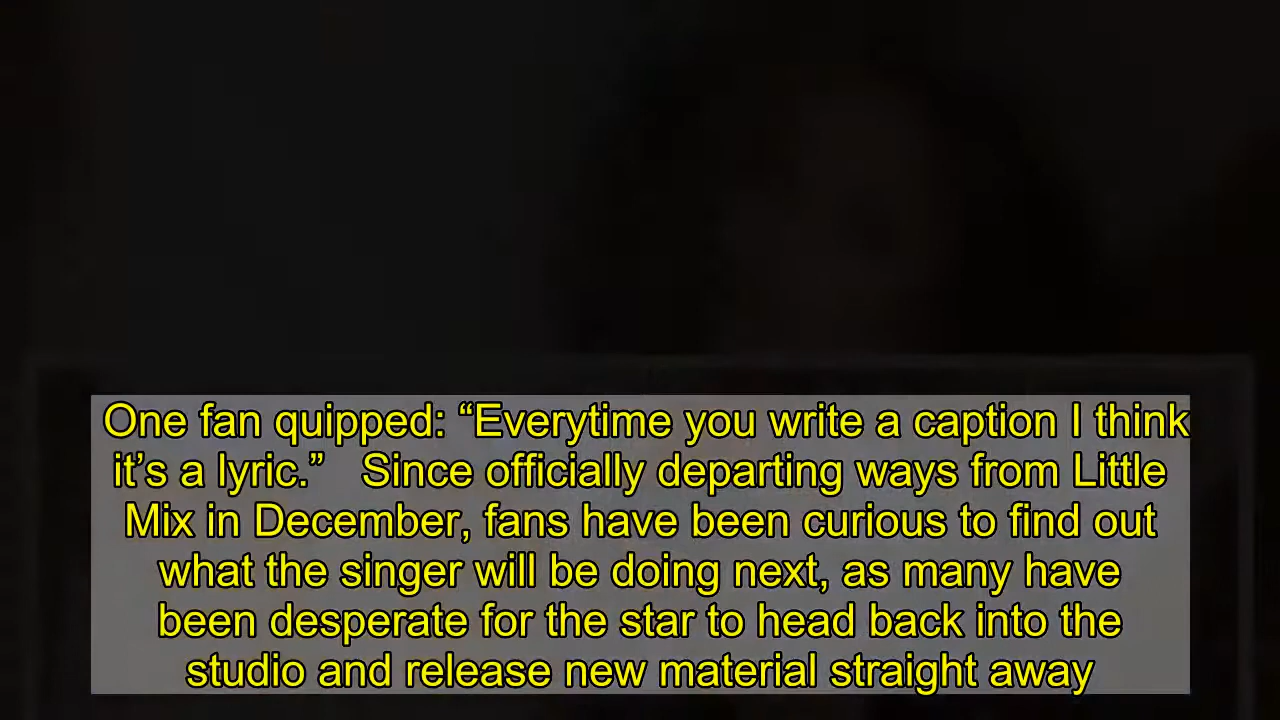 One fan quipped: “Everytime you write a caption I think
it’s a lyric.”   Since officially departing ways from Little
Mix in December, fans have been curious to find out
what the singer will be doing next, as many have
been desperate for the star to head back into the
studio and release new material straight away